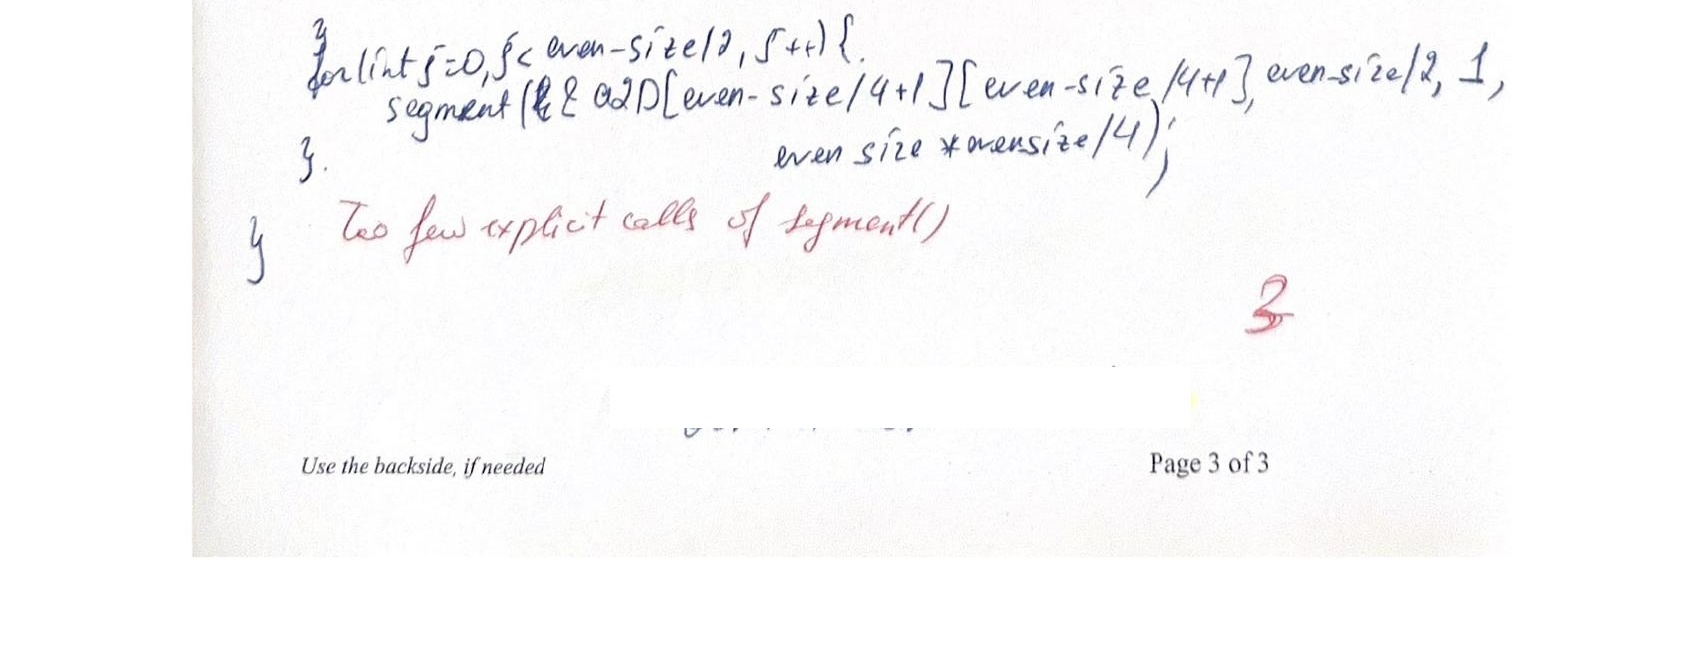 }
for(int j=0, j< even-size/2, j++) {.
segment(& a2D[even-size/4+1][even-size/4+1], even-size/2, 1,
even size * evensize/4);
}.
Too few explicit calls of segment()
}
3
Use the backside, if needed
Page 3 of 3